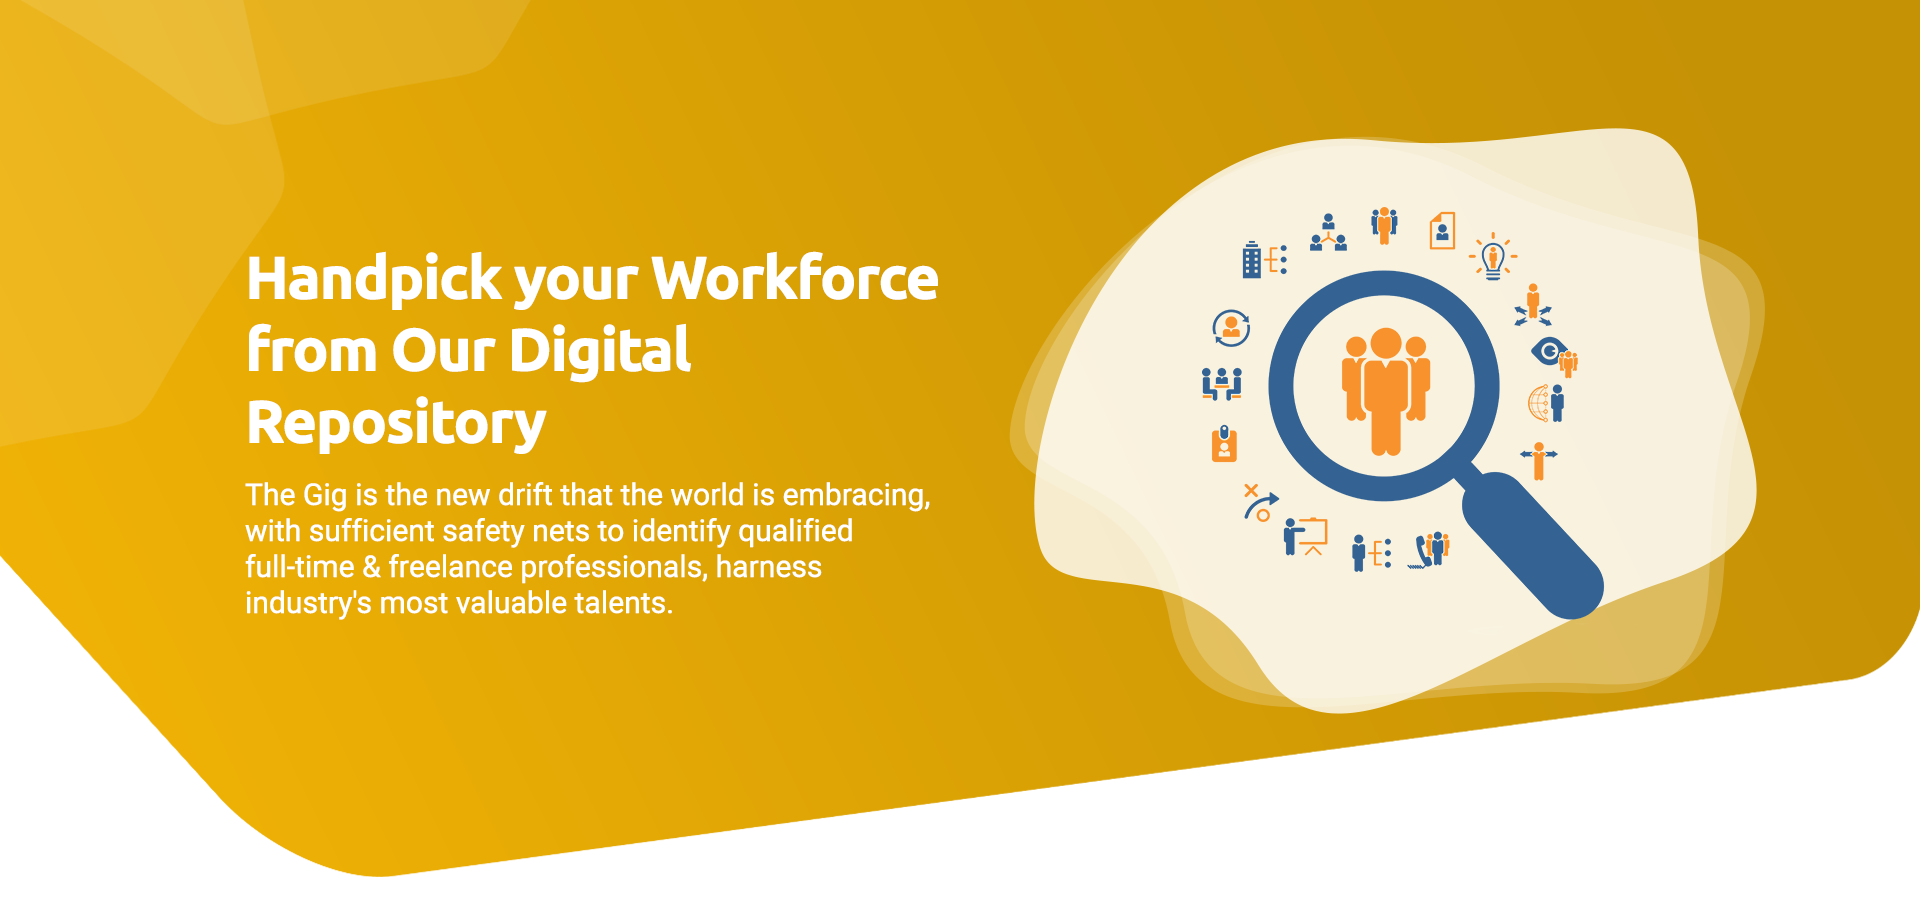 Handpick your Workforce
from Our Digital
Repository
The Gig is the new drift that the world is embracing,
with sufficient safety nets to identify qualified
full-time & freelance professionals, harness
industry's most valuable talents.